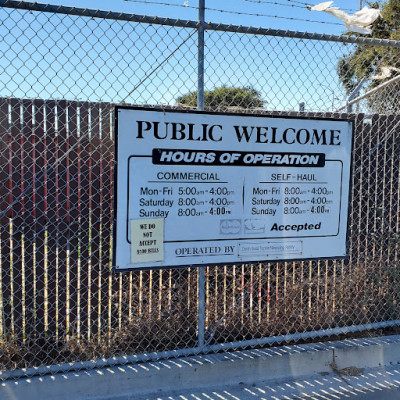 PUBLIC WELCOME
HOURS OF OPERATION
COMMERCIAL
Mon-Fri 5:00am-4:00pm
Saturday 8:00am-4:00pm
Sunday 8:00am-4:00PM
SELF-HAUL
Mon-Fri 8:00am-4:00pm
Saturday 8:00am-4:00pm
Sunday 8:00am-4:00PM
Accepted
WE DO
NOT
ACCEPT
OPERATED BY